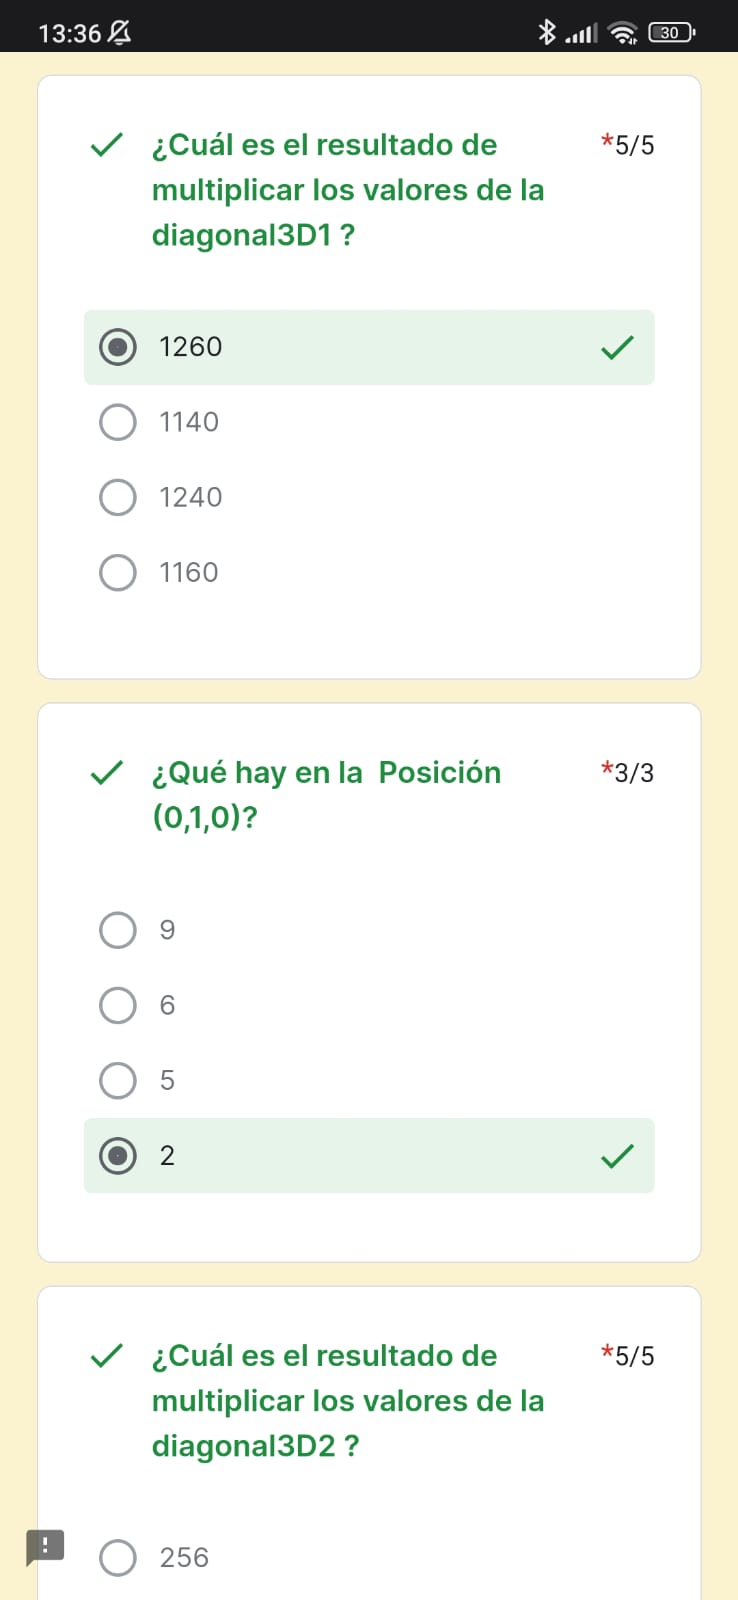 13:36
30
¿Cuál es el resultado de
multiplicar los valores de la
diagonal3D1 ?
*5/5
1260
1140
1240
1160
¿Qué hay en la  Posición
(0,1,0)?
*3/3
9
6
5
2
¿Cuál es el resultado de
multiplicar los valores de la
diagonal3D2 ?
*5/5
256